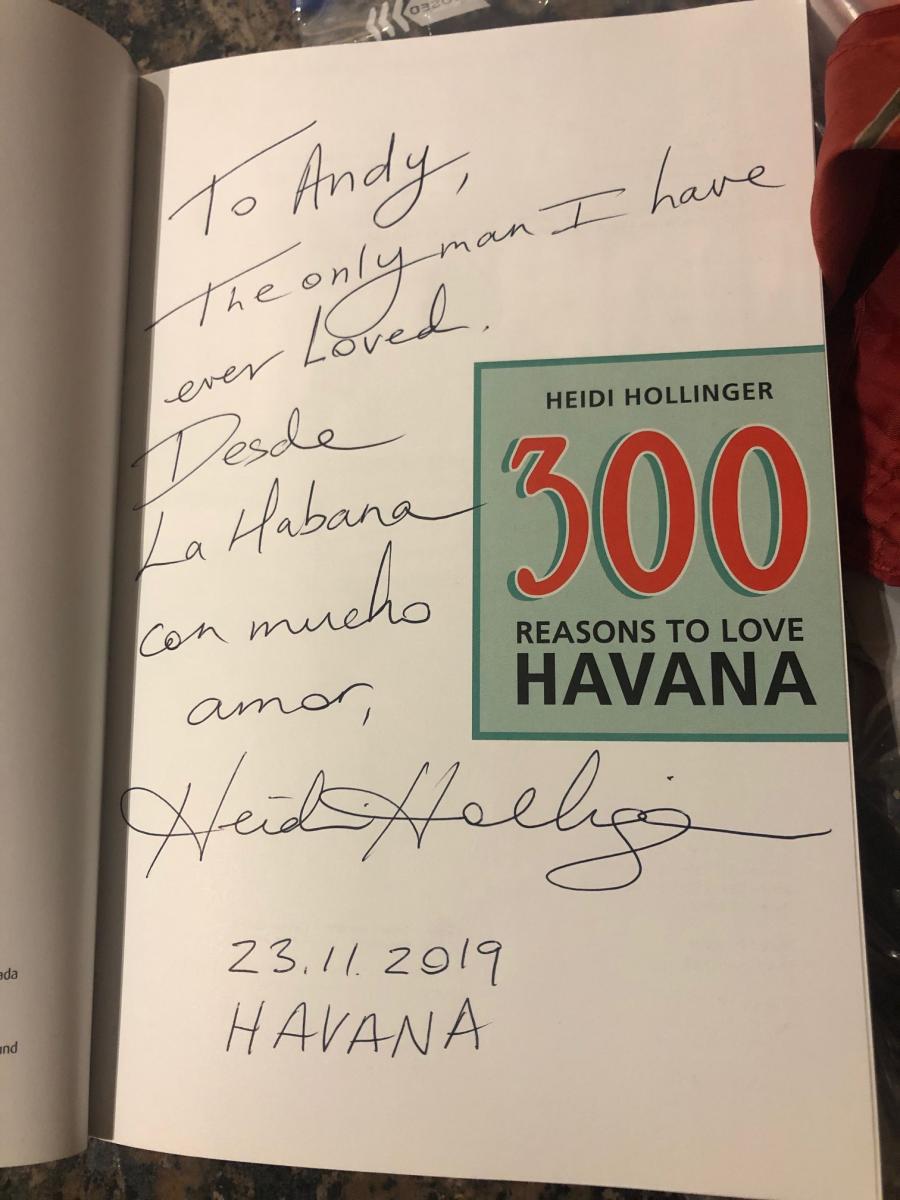 To Andy,
The only man I have
ever Loved.
Desde
La Habana
con mucho
amor,
Heidi Hollinger
23.11.2019
HAVANA
HEIDI HOLLINGER
300
REASONS TO LOVE
HAVANA